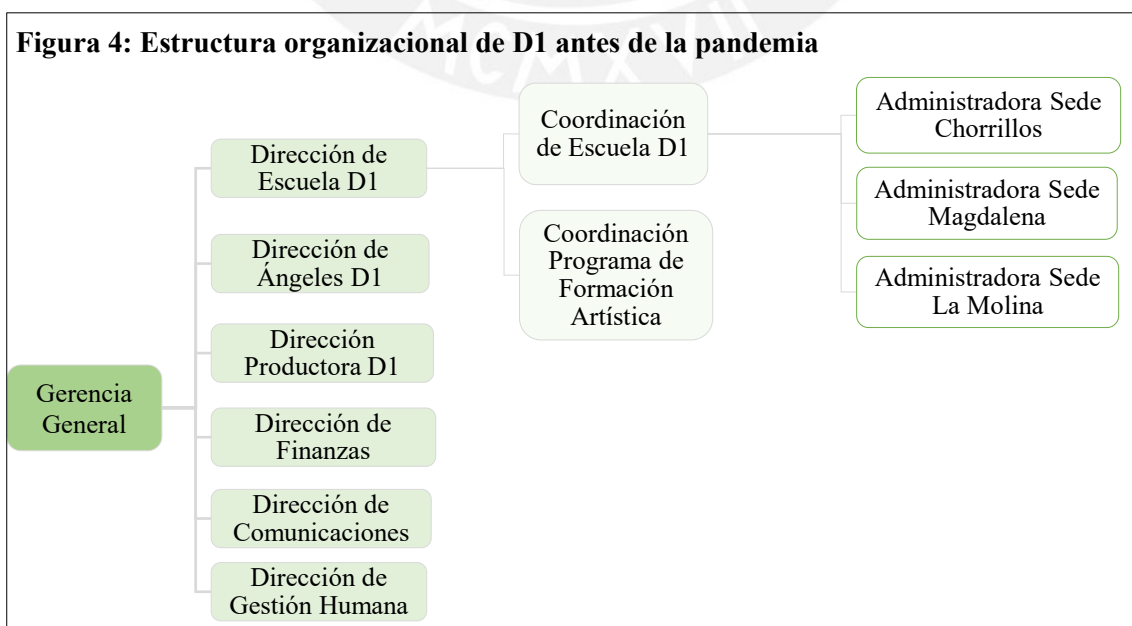 MCMXVII
Figura 4: Estructura organizacional de D1 antes de la pandemia
Gerencia
General
Dirección de
Escuela D1
Dirección de
Ángeles D1
Dirección
Productora D1
Dirección de
Finanzas
Dirección de
Comunicaciones
Dirección de
Gestión Humana
Coordinación
de Escuela D1
Coordinación
Programa de
Formación
Artística
Administradora Sede
Chorrillos
Administradora Sede
Magdalena
Administradora Sede
La Molina